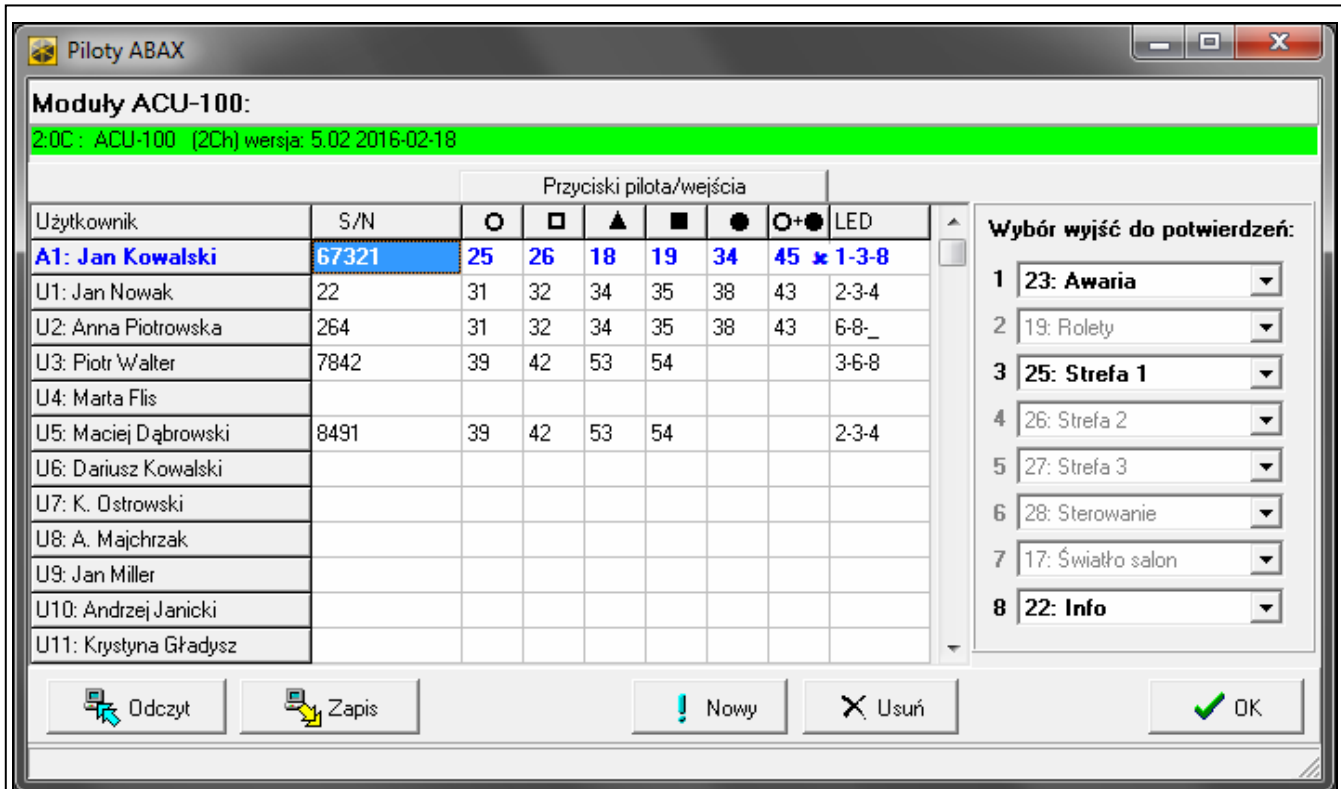 Piloty ABAX
Moduły ACU-100:
2:0C : ACU-100 (2Ch) wersja: 5.02 2016-02-18
Przyciski pilota/wejścia
Użytkownik S/N LED
A1: Jan Kowalski 67321 25 26 18 19 34 45 1-3-8
U1: Jan Nowak 22 31 32 34 35 38 43 2-3-4
U2: Anna Piotrowska 264 31 32 34 35 38 43 6-8-_
U3: Piotr Walter 7842 39 42 53 54 3-6-8
U4: Marta Flis
U5: Maciej Dąbrowski 8491 39 42 53 54 2-3-4
U6: Dariusz Kowalski
U7: K. Ostrowski
U8: A. Majchrzak
U9: Jan Miller
U10: Andrzej Janicki
U11: Krystyna Gładysz
Wybór wyjść do potwierdzeń:
1 23: Awaria
2 19: Rolety
3 25: Strefa 1
4 26: Strefa 2
5 27: Strefa 3
6 28: Sterowanie
7 17: Światło salon
8 22: Info
Odczyt Zapis Nowy Usuń OK